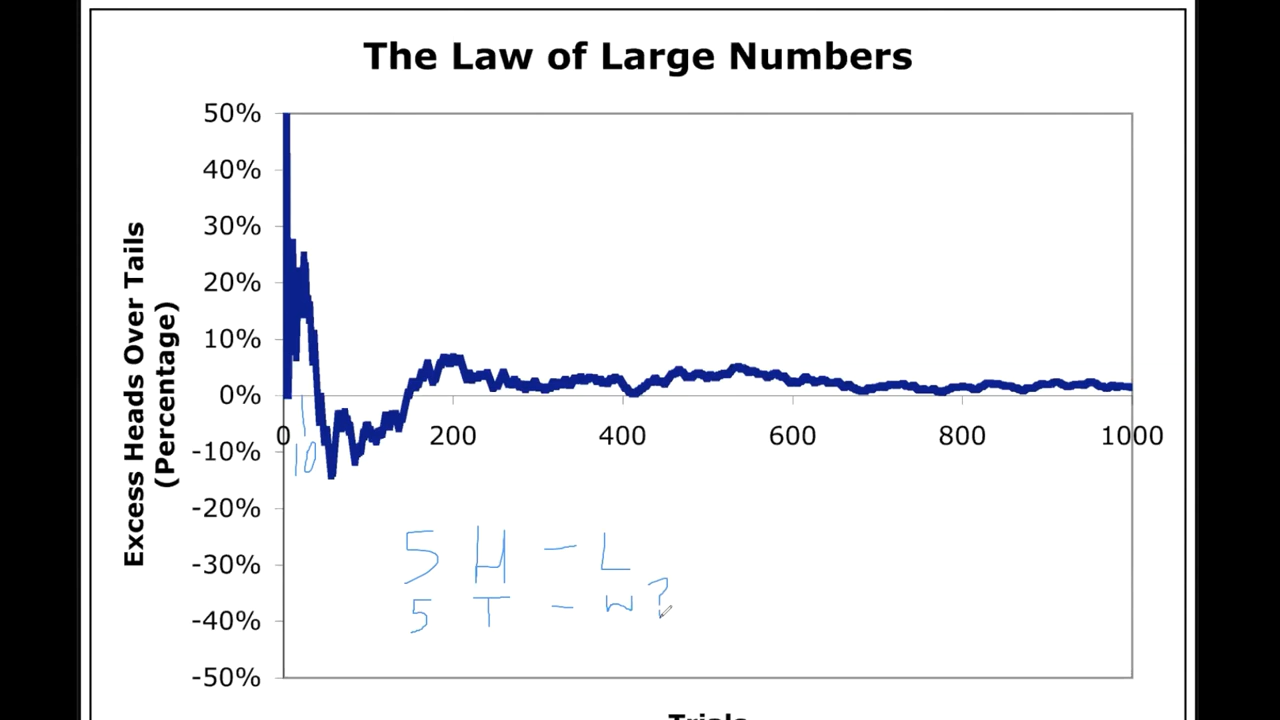 The Law of Large Numbers
50%
40%
30%
20%
10%
0%
-10%
-20%
-30%
-40%
-50%
Excess Heads Over Tails
(Percentage)
0 200 400 600 800 1000
10
5 H - L
5 T - W ?
Trials